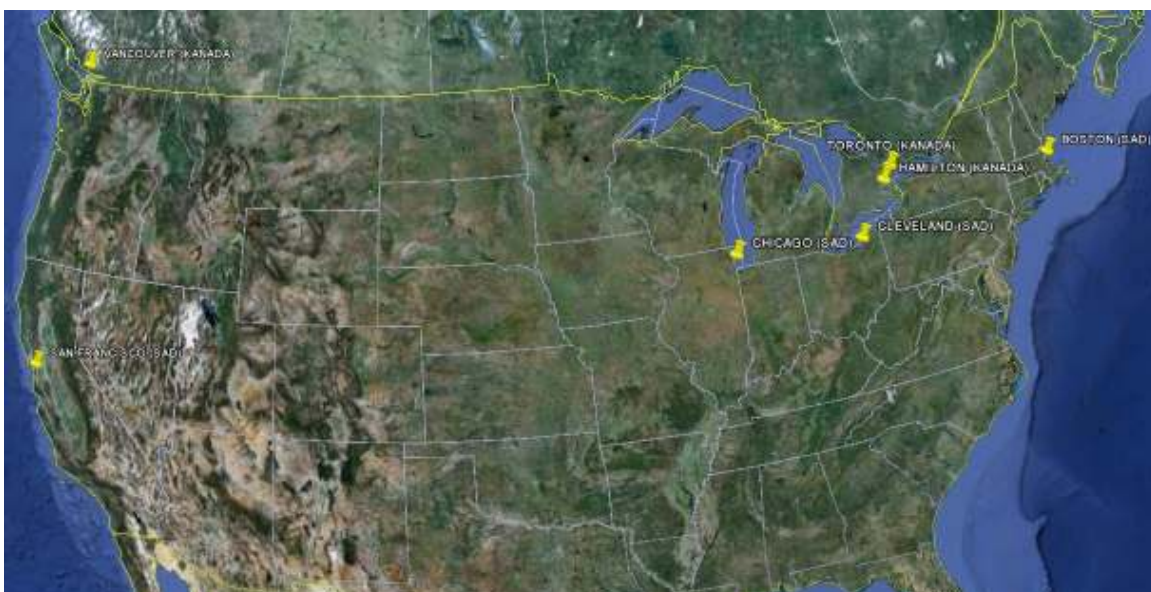 VANCOUVER (KANADA)
BOSTON (SAD)
TORONTO (KANADA)
HAMILTON (KANADA)
CLEVELAND (SAD)
CHICAGO (SAD)
SAN FRANCISCO (SAD)